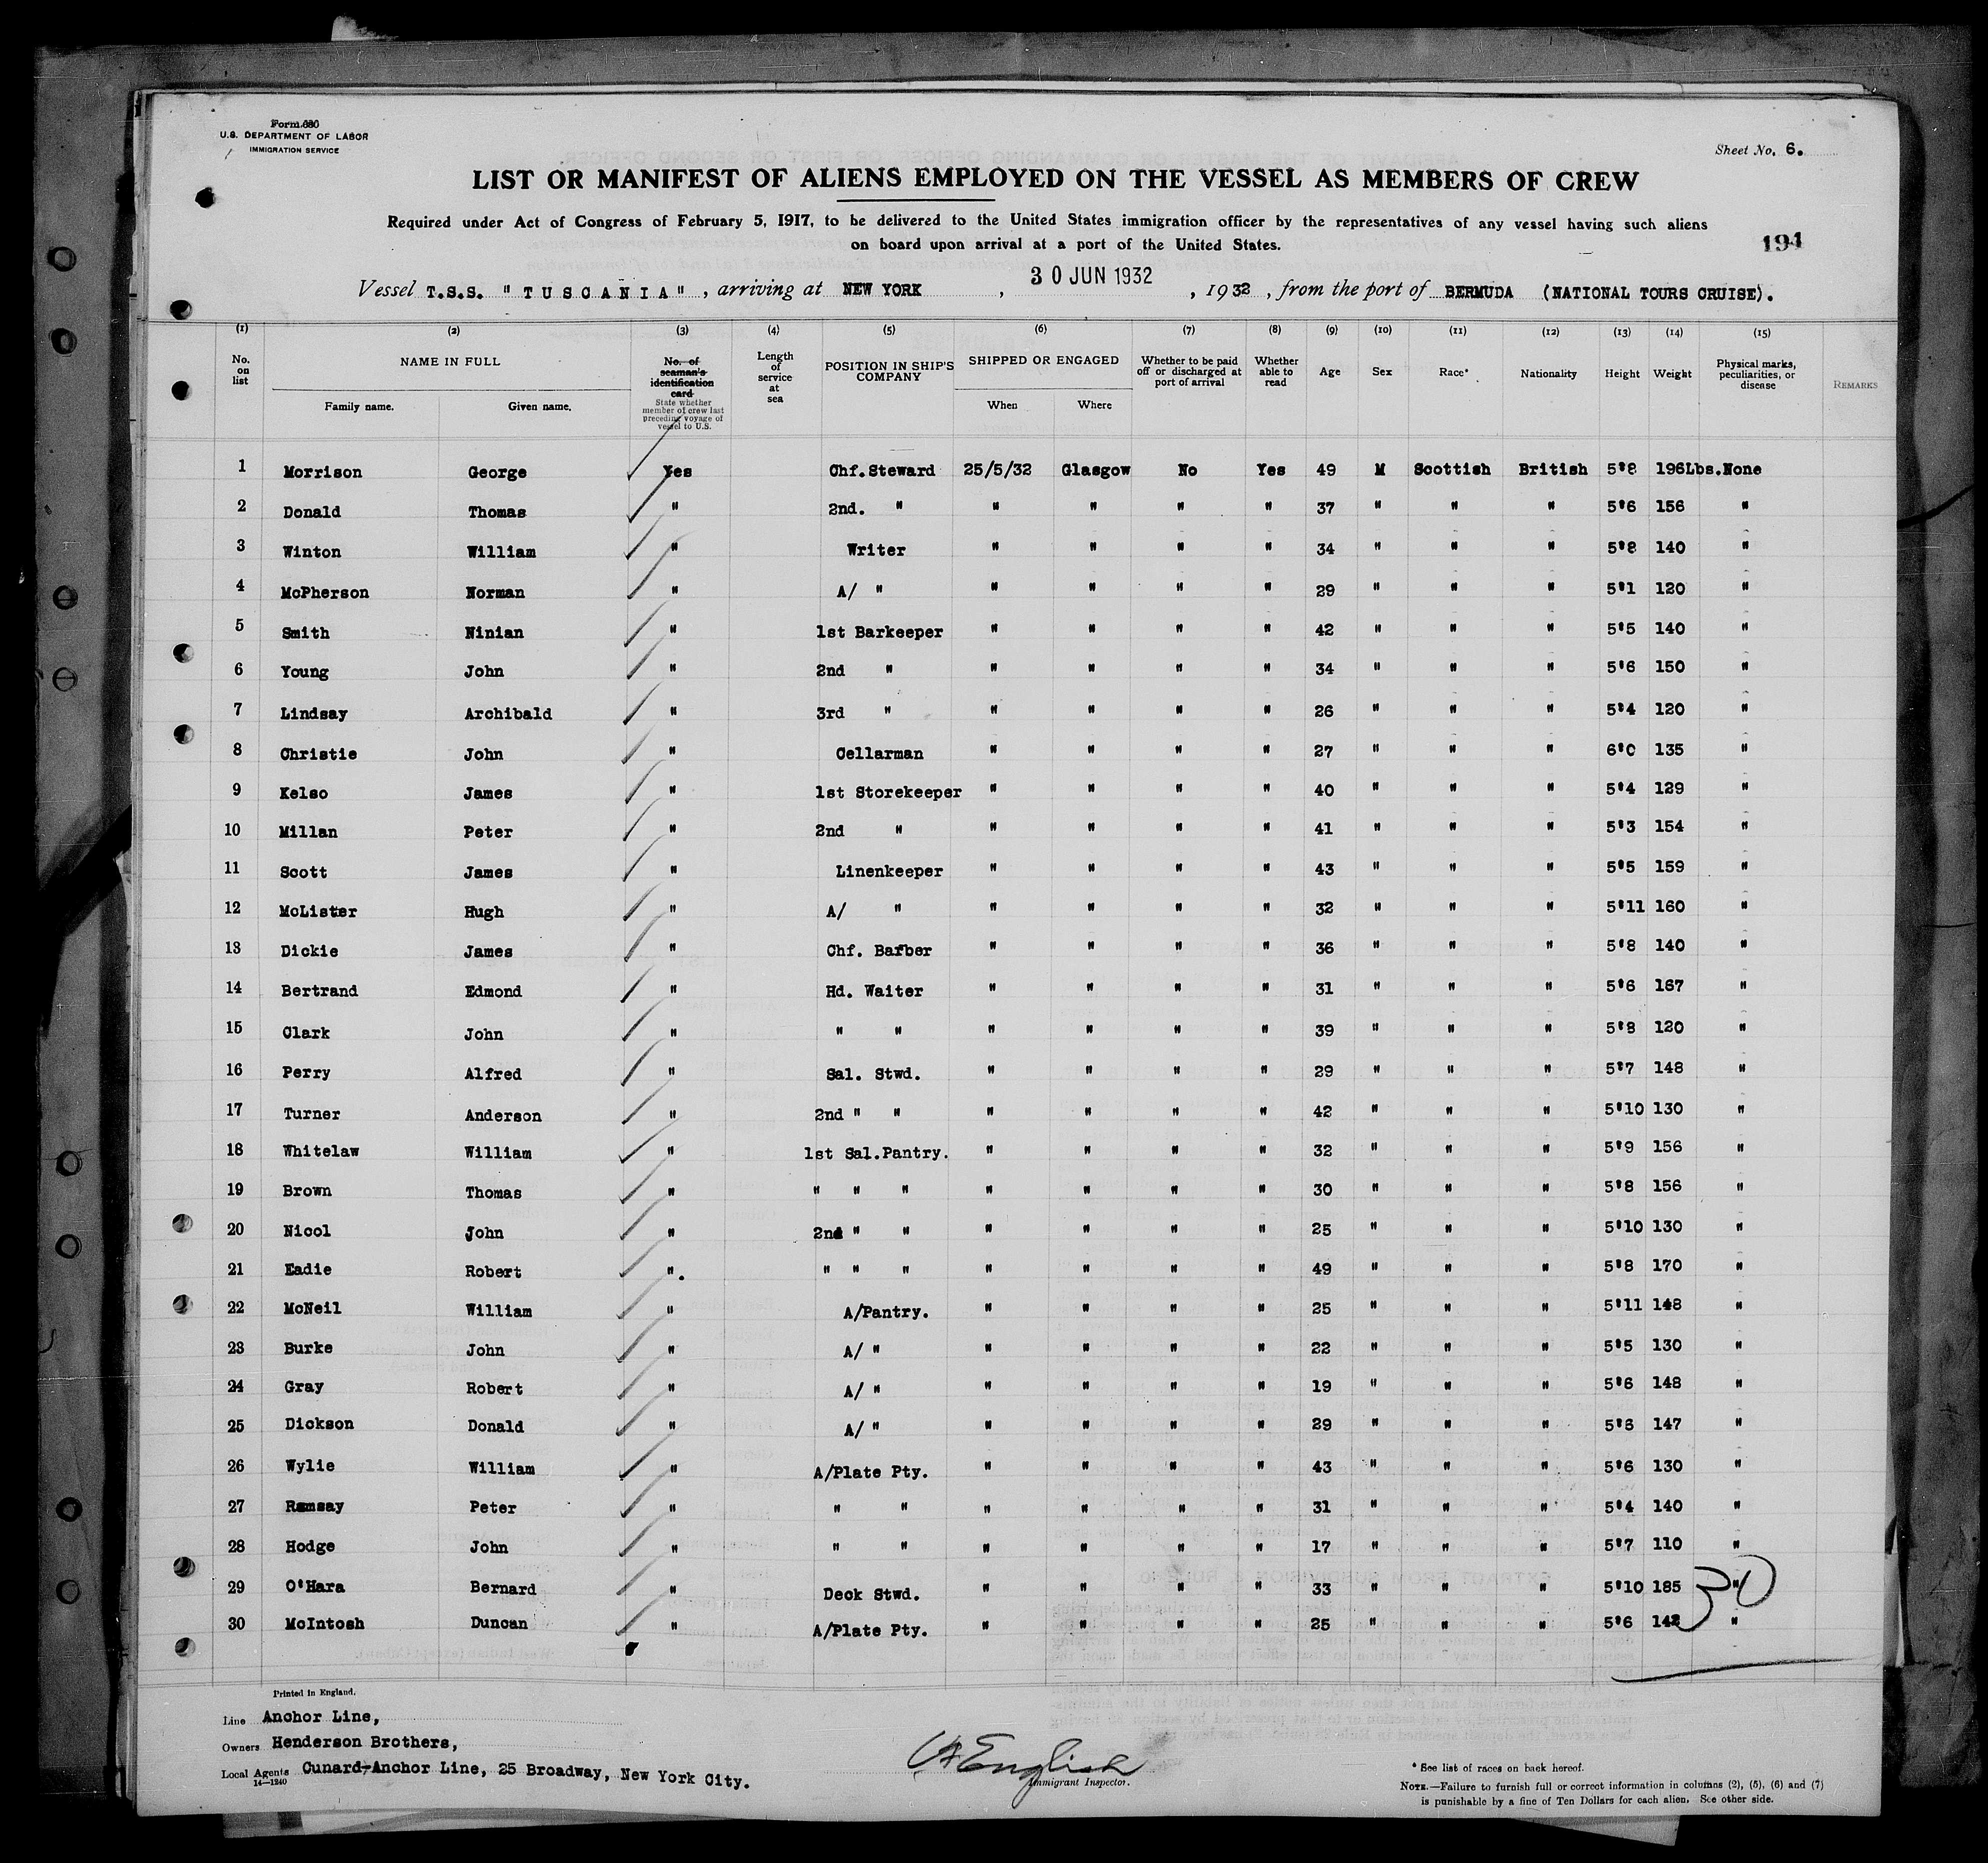 Form 680
U.S. DEPARTMENT OF LABOR
IMMIGRATION SERVICE
Sheet No. 6.
LIST OR MANIFEST OF ALIENS EMPLOYED ON THE VESSEL AS MEMBERS OF CREW
Required under Act of Congress of February 5, 1917, to be delivered to the United States immigration officer by the representatives of any vessel having such aliens
on board upon arrival at a port of the United States.
191
Vessel T.S.S. "TUSCANIA", arriving at NEW YORK, 30 JUN 1932, 1932, from the port of BERMUDA (NATIONAL TOURS CRUISE).
(1) (2) (3) (4) (5) (6) (7) (8) (9) (10) (11) (12) (13) (14) (15)
No. on list NAME IN FULL Family name. Given name. No. of seaman's identification card State whether member of crew last preceding voyage of vessel to U.S. Length of service at sea POSITION IN SHIP'S COMPANY SHIPPED OR ENGAGED When Where Whether to be paid off or discharged at port of arrival Whether able to read Age Sex Race* Nationality Height Weight Physical marks, peculiarities, or disease REMARKS
1 Morrison George Yes Chf.Steward 25/5/32 Glasgow No Yes 49 M Scottish British 5'8 196Lbs. None
2 Donald Thomas " 2nd. " " " " " 37 " " " 5'6 156 "
3 Winton William " Writer " " " " 34 " " " 5'8 140 "
4 McPherson Norman " A/ " " " " " 29 " " " 5'1 120 "
5 Smith Ninian " 1st Barkeeper " " " " 42 " " " 5'5 140 "
6 Young John " 2nd " " " " " 34 " " " 5'6 150 "
7 Lindsay Archibald " 3rd " " " " " 26 " " " 5'4 120 "
8 Christie John " Cellarman " " " " 27 " " " 6'0 135 "
9 Kelso James " 1st Storekeeper " " " " 40 " " " 5'4 129 "
10 Millan Peter " 2nd " " " " " 41 " " " 5'3 154 "
11 Scott James " Linenkeeper " " " " 43 " " " 5'5 159 "
12 McLister Hugh " A/ " " " " " 32 " " " 5'11 160 "
13 Dickie James " Chf. Barber " " " " 36 " " " 5'8 140 "
14 Bertrand Edmond " Hd. Waiter " " " " 31 " " " 5'6 167 "
15 Clark John " " " " " " " 39 " " " 5'8 120 "
16 Perry Alfred " Sal. Stwd. " " " " 29 " " " 5'7 148 "
17 Turner Anderson " 2nd " " " " " " 42 " " " 5'10 130 "
18 Whitelaw William " 1st Sal.Pantry. " " " " 32 " " " 5'9 156 "
19 Brown Thomas " " " " " " " " 30 " " " 5'8 156 "
20 Nicol John " 2nd " " " " " " 25 " " " 5'10 130 "
21 Eadie Robert " " " " " " " " 49 " " " 5'8 170 "
22 McNeil William " A/Pantry. " " " " 25 " " " 5'11 148 "
23 Burke John " A/ " " " " " 22 " " " 5'5 130 "
24 Gray Robert " A/ " " " " " 19 " " " 5'6 148 "
25 Dickson Donald " A/ " " " " " 29 " " " 5'6 147 "
26 Wylie William " A/Plate Pty. " " " " 43 " " " 5'6 130 "
27 Ramsay Peter " " " " " " " 31 " " " 5'4 140 "
28 Hodge John " " " " " " " 17 " " " 5'7 110 "
29 O'Hara Bernard " Deck Stwd. " " " " 33 " " " 5'10 185 "
30 McIntosh Duncan " A/Plate Pty. " " " " 25 " " " 5'6 142 "
30
Printed in England.
Line Anchor Line,
Owners Henderson Brothers,
Local Agents Cunard-Anchor Line, 25 Broadway, New York City.
14—1240
English
Immigrant Inspector.
* See list of races on back hereof.
NOTE.—Failure to furnish full or correct information in columns (2), (5), (6) and (7)
is punishable by a fine of Ten Dollars for each alien. See other side.